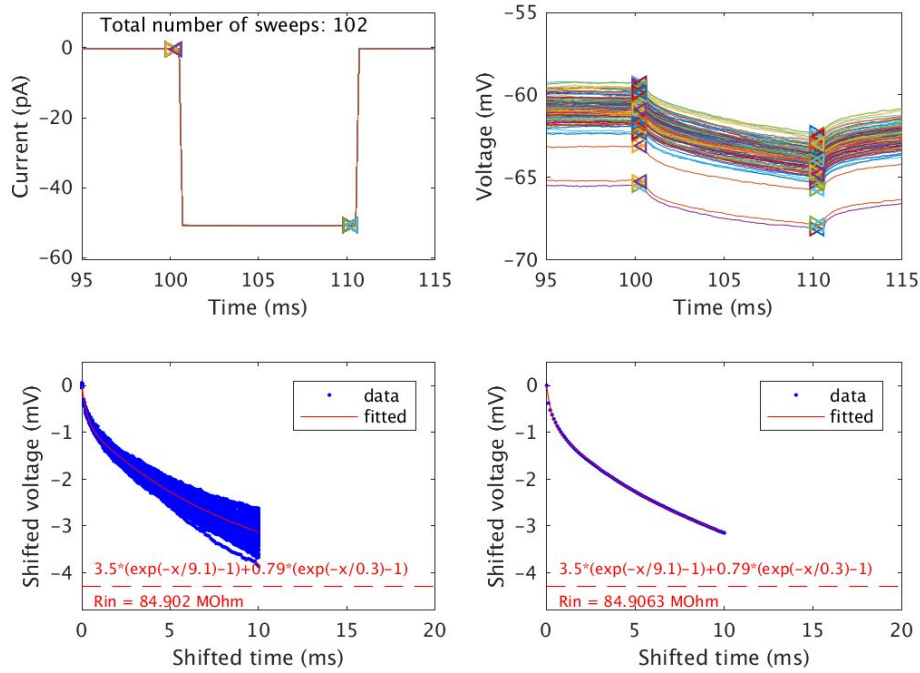 Total number of sweeps: 102
0
−20
−40
−60
Current (pA)
95
100
105
110
115
Time (ms)
−55
−60
−65
−70
Voltage (mV)
95
100
105
110
115
Time (ms)
0
−1
−2
−3
−4
Shifted voltage (mV)
data
fitted
3.5*(exp(−x/9.1)−1)+0.79*(exp(−x/0.3)−1)
Rin = 84.902 MOhm
0
5
10
15
20
Shifted time (ms)
0
−1
−2
−3
−4
Shifted voltage (mV)
data
fitted
3.5*(exp(−x/9.1)−1)+0.79*(exp(−x/0.3)−1)
Rin = 84.9063 MOhm
0
5
10
15
20
Shifted time (ms)